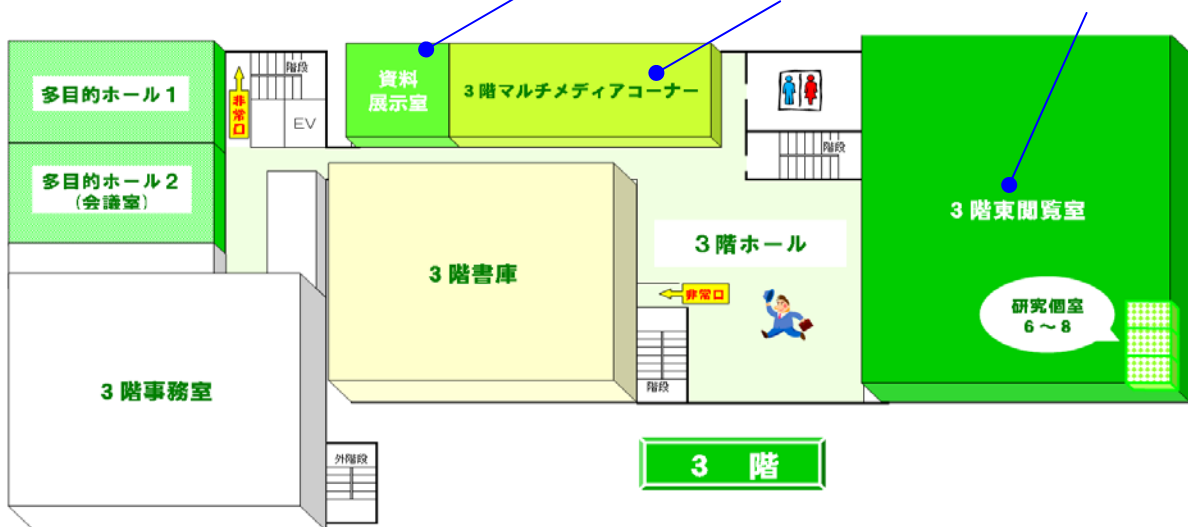 多目的ホール1
非常口
階段
EV
資料
展示室
3階マルチメディアコーナー
階段
多目的ホール2
(会議室)
3階東閲覧室
3階ホール
3階書庫
非常口
研究個室
6～8
階段
3階事務室
外階段
3 階